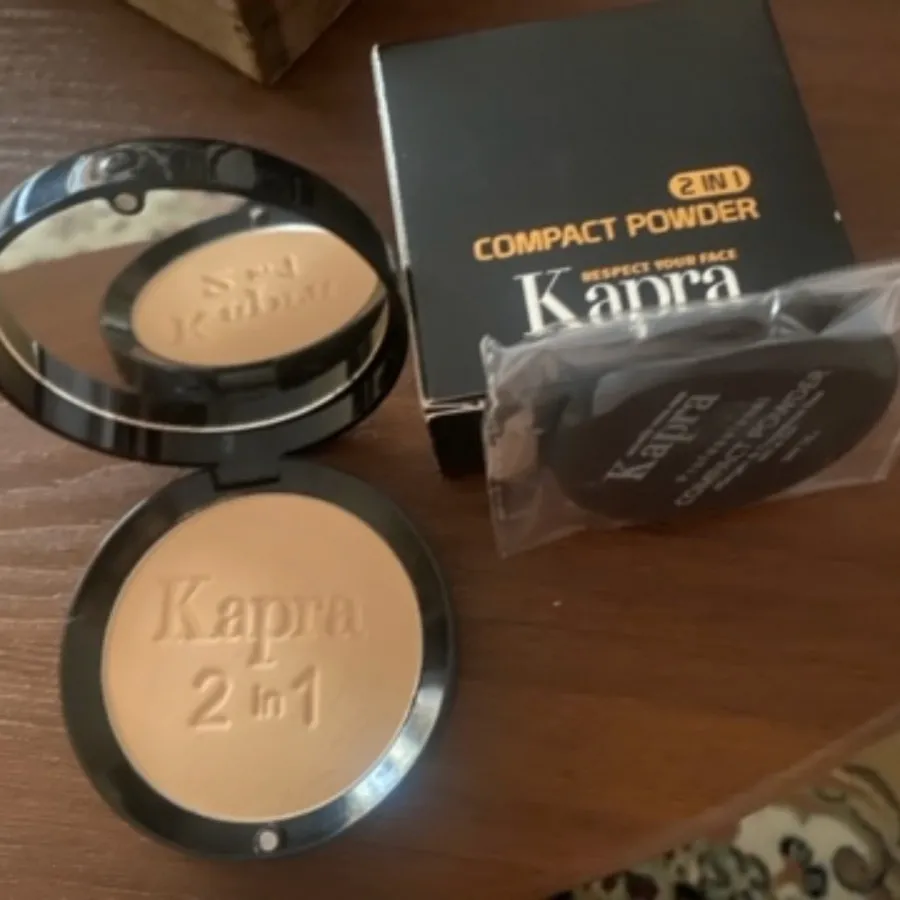 2 IN 1
COMPACT POWDER
RESPECT YOUR FACE
Kapra
Kapra
COMPACT POWDER
Kapra
2 in 1